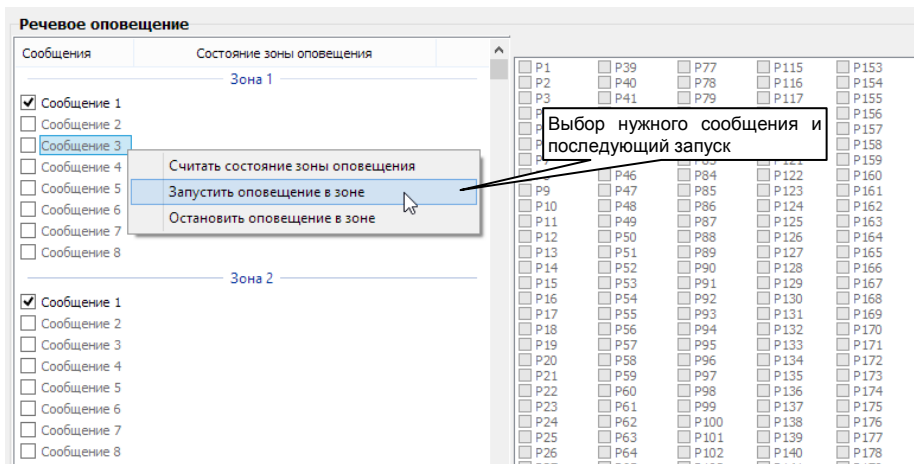 Речевое оповещение
Сообщения Состояние зоны оповещения
Зона 1
Сообщение 1
Сообщение 2
Сообщение 3
Сообщение 4
Сообщение 5
Сообщение 6
Сообщение 7
Сообщение 8
Считать состояние зоны оповещения
Запустить оповещение в зоне
Остановить оповещение в зоне
Зона 2
Сообщение 1
Сообщение 2
Сообщение 3
Сообщение 4
Сообщение 5
Сообщение 6
Сообщение 7
Сообщение 8
Выбор нужного сообщения и
последующий запуск
P1 P39 P77 P115 P153
P2 P40 P78 P116 P154
P3 P41 P79 P117 P155
P156
P157
P158
P159
P46 P84 P122 P160
P9 P47 P85 P123 P161
P10 P48 P86 P124 P162
P11 P49 P87 P125 P163
P12 P50 P88 P126 P164
P13 P51 P89 P127 P165
P14 P52 P90 P128 P166
P15 P53 P91 P129 P167
P16 P54 P92 P130 P168
P17 P55 P93 P131 P169
P18 P56 P94 P132 P170
P19 P57 P95 P133 P171
P20 P58 P96 P134 P172
P21 P59 P97 P135 P173
P22 P60 P98 P136 P174
P23 P61 P99 P137 P175
P24 P62 P100 P138 P176
P25 P63 P101 P139 P177
P26 P64 P102 P140 P178